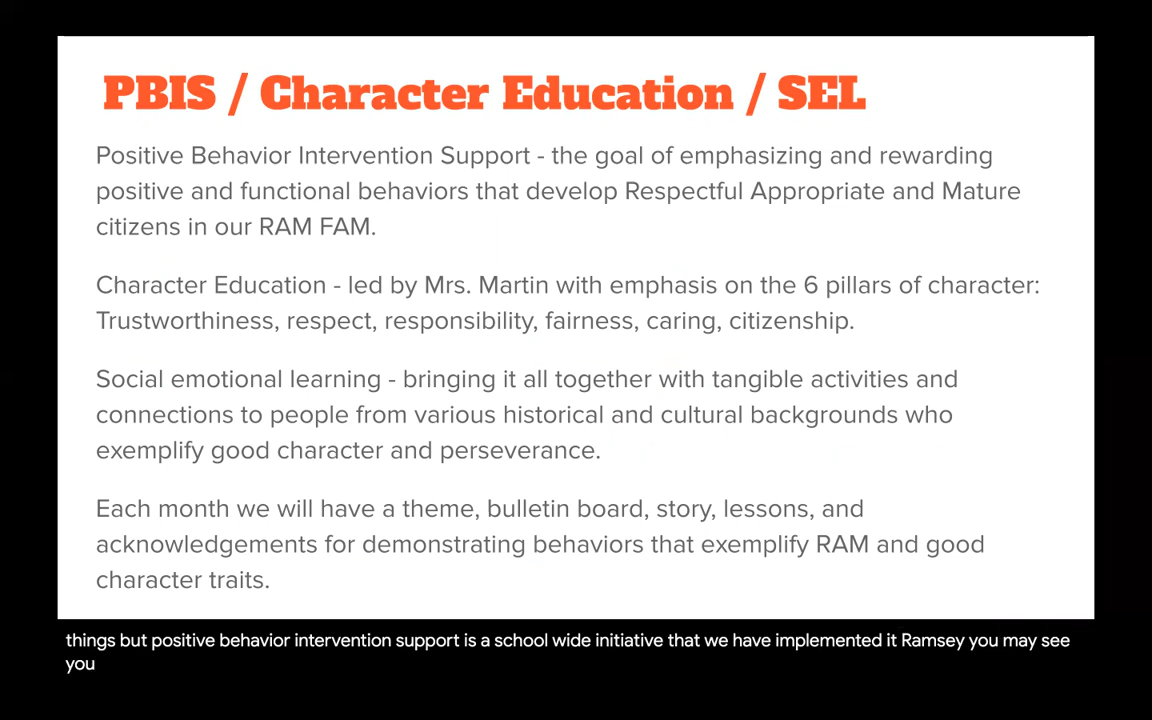 PBIS / Character Education / SEL
Positive Behavior Intervention Support - the goal of emphasizing and rewarding
positive and functional behaviors that develop Respectful Appropriate and Mature
citizens in our RAM FAM.
Character Education - led by Mrs. Martin with emphasis on the 6 pillars of character:
Trustworthiness, respect, responsibility, fairness, caring, citizenship.
Social emotional learning - bringing it all together with tangible activities and
connections to people from various historical and cultural backgrounds who
exemplify good character and perseverance.
Each month we will have a theme, bulletin board, story, lessons, and
acknowledgements for demonstrating behaviors that exemplify RAM and good
character traits.
things but positive behavior intervention support is a school wide initiative that we have implemented it Ramsey you may see
you